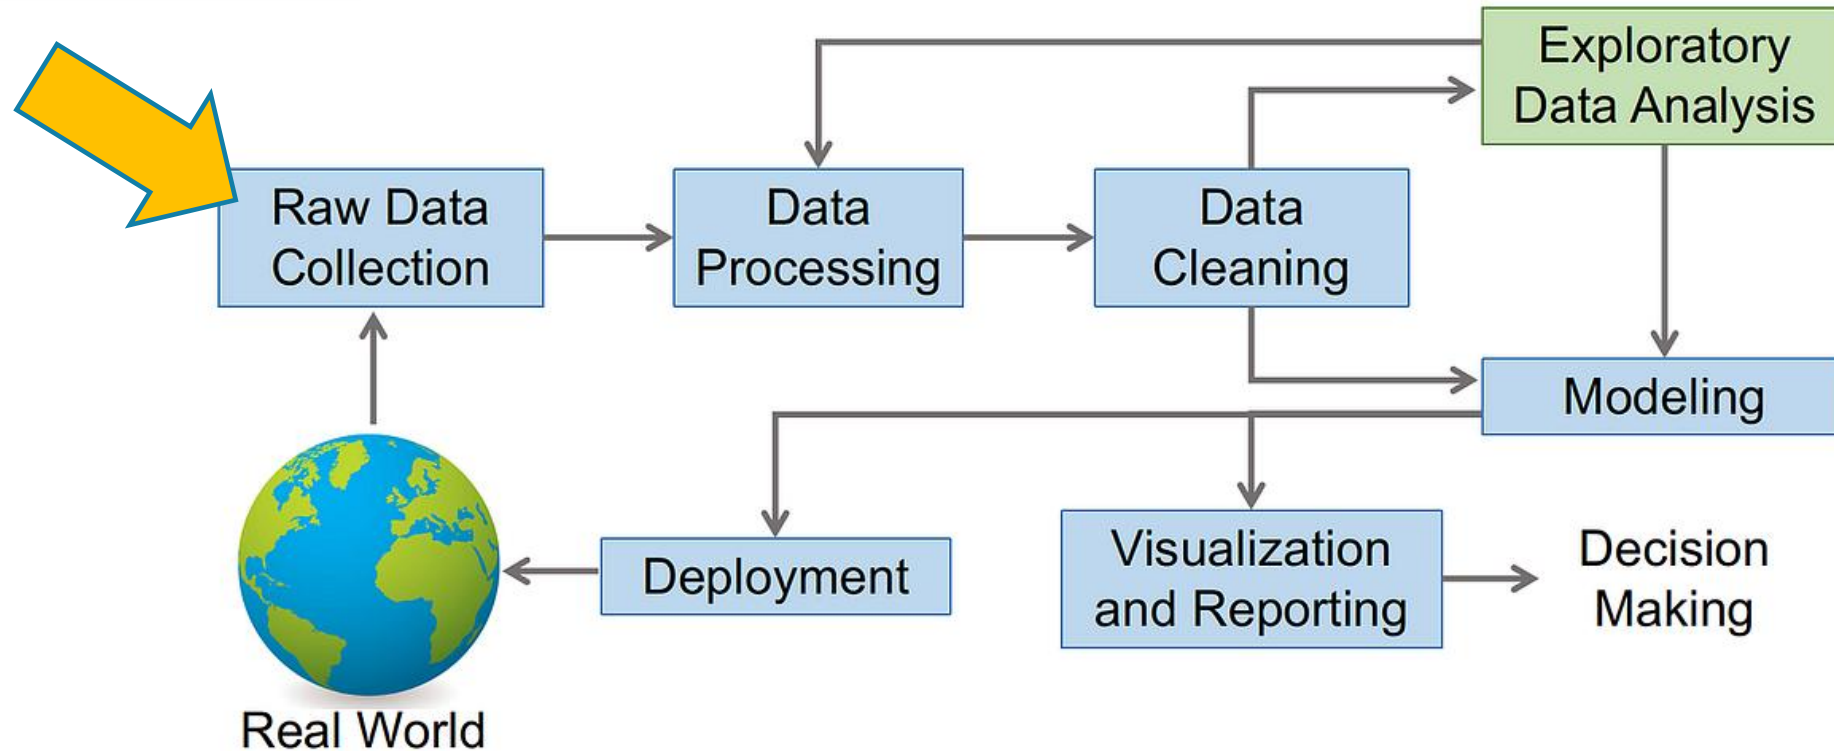 Exploratory
Data Analysis
Raw Data
Collection
Data
Processing
Data
Cleaning
Modeling
Deployment
Visualization
and Reporting
Decision
Making
Real World